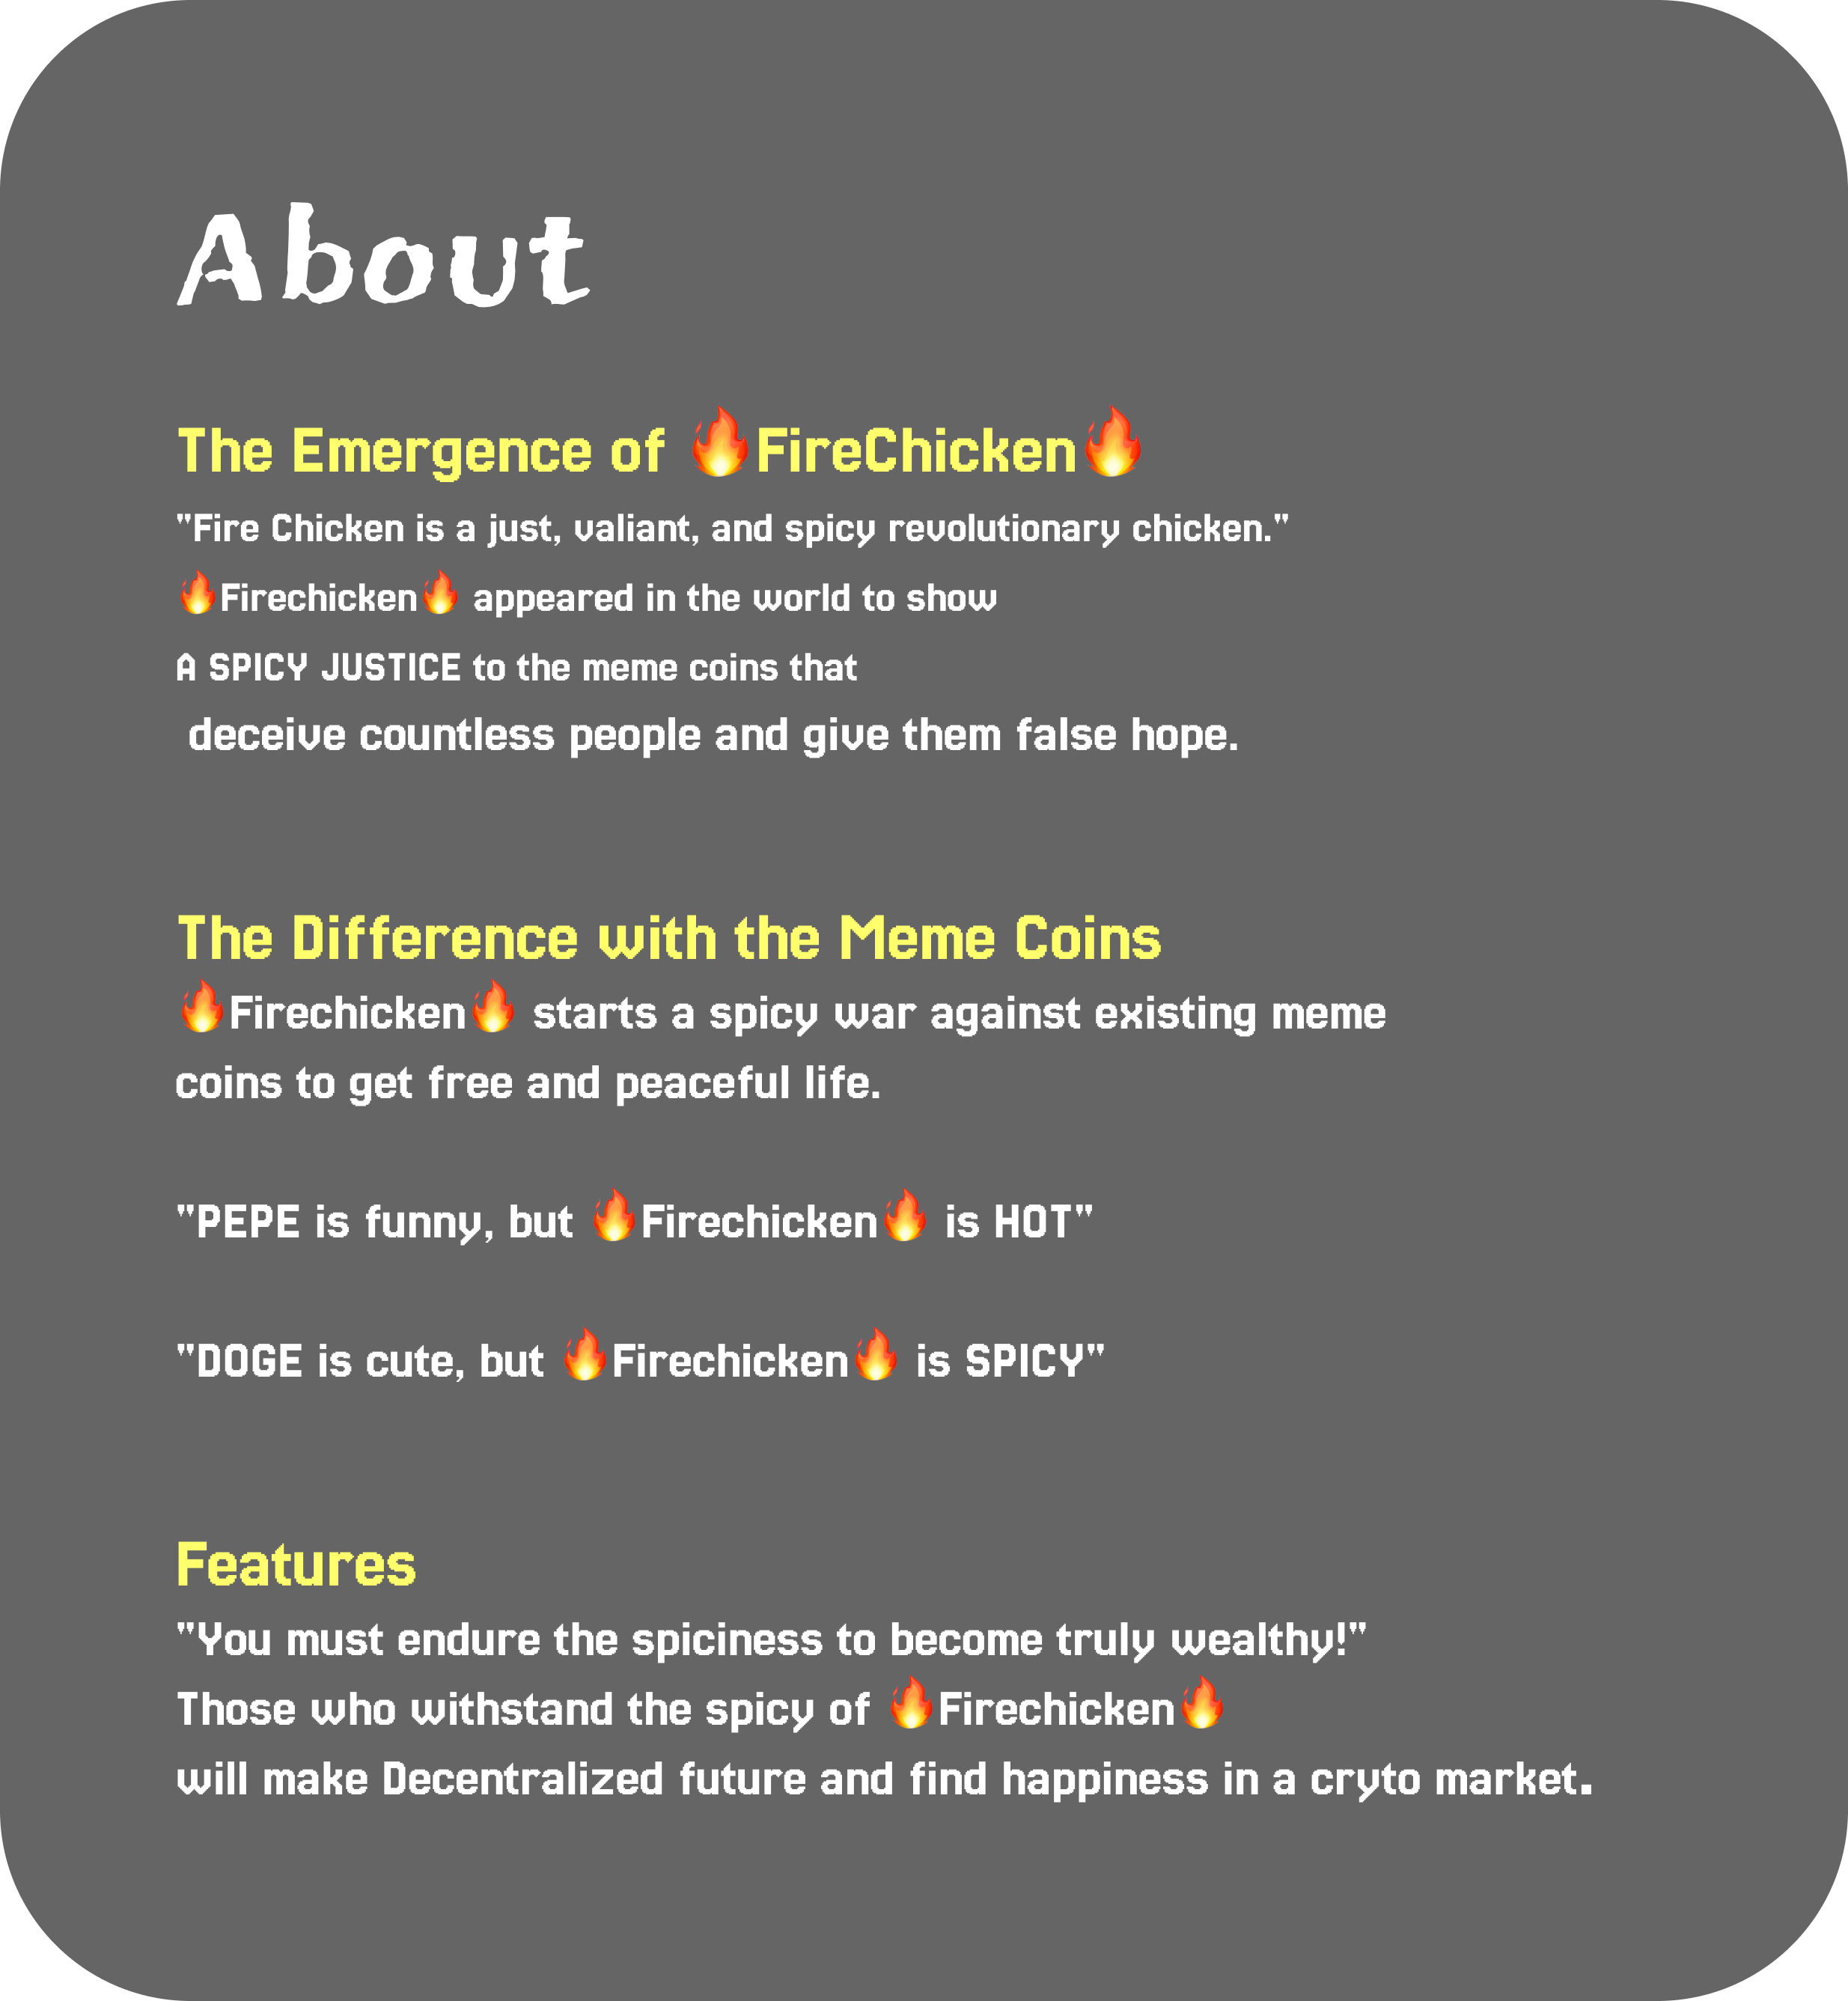 About
The Emergence of 🔥FireChicken🔥
"Fire Chicken is a just, valiant, and spicy revolutionary chicken."
🔥Firechicken🔥 appeared in the world to show
A SPICY JUSTICE to the meme coins that
deceive countless people and give them false hope.
The Difference with the Meme Coins
🔥Firechicken🔥 starts a spicy war against existing meme
coins to get free and peaceful life.
"PEPE is funny, but 🔥Firechicken🔥 is HOT"
"DOGE is cute, but 🔥Firechicken🔥 is SPICY"
Features
"You must endure the spiciness to become truly wealthy!"
Those who withstand the spicy of 🔥Firechicken🔥
will make Decentralized future and find happiness in a cryto market.